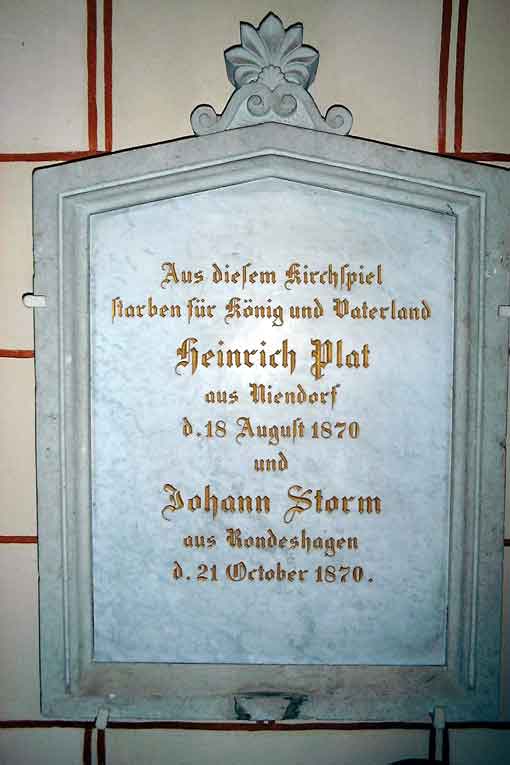 Aus dieſem Kirchſpiel
ſtarben für König und Vaterland
Heinrich Plat
aus Niendorf
d. 18 Auguſt 1870
und
Johann Storm
aus Rondeshagen
d. 21 October 1870.